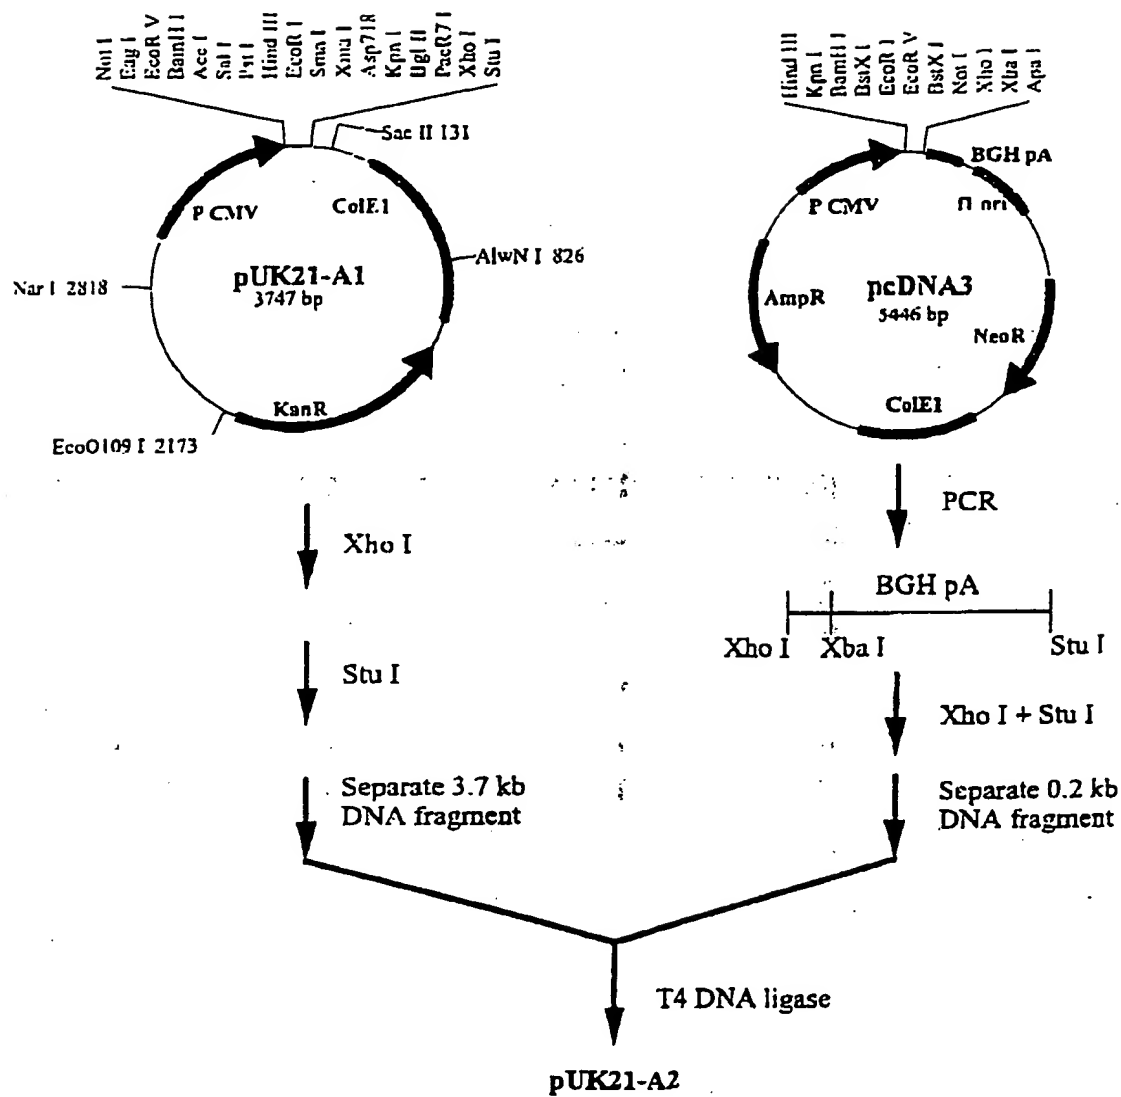 Not I
Eag I
EcoR V
BamH I
Acc I
Sal I
Pst I
Hind III
EcoR I
Sma I
Xma I
Asp718
Kpn I
Bgl II
PaeR7 I
Xho I
Stu I
Sac II 131
P CMV
ColE1
AlwN I 826
pUK21-A1
3747 bp
Nar I 2818
KanR
EcoO109 I 2173
Hind III
Kpn I
BamH I
BstX I
EcoR I
EcoR V
BstX I
Not I
Xho I
Xba I
Apa I
BGH pA
P CMV
f1 ori
AmpR
pcDNA3
5446 bp
NeoR
ColE1
Xho I
Stu I
Separate 3.7 kb
DNA fragment
PCR
BGH pA
Xho I
Xba I
Stu I
Xho I + Stu I
Separate 0.2 kb
DNA fragment
T4 DNA ligase
pUK21-A2